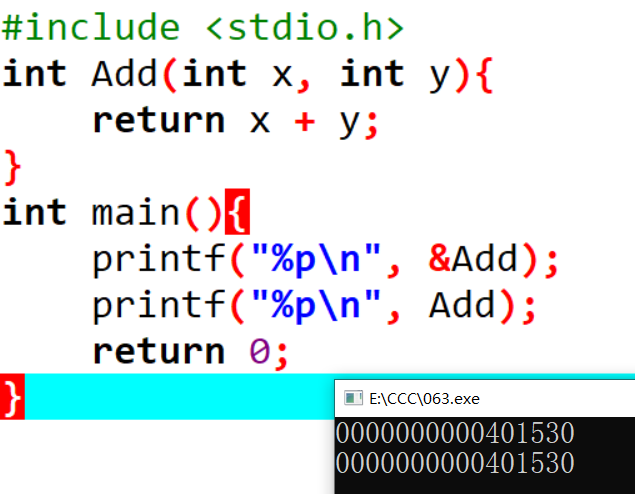 #include <stdio.h>
int Add(int x, int y){
    return x + y;
}
int main(){
    printf("%p\n", &Add);
    printf("%p\n", Add);
    return 0;
}
E:\CCC\063.exe
0000000000401530
0000000000401530